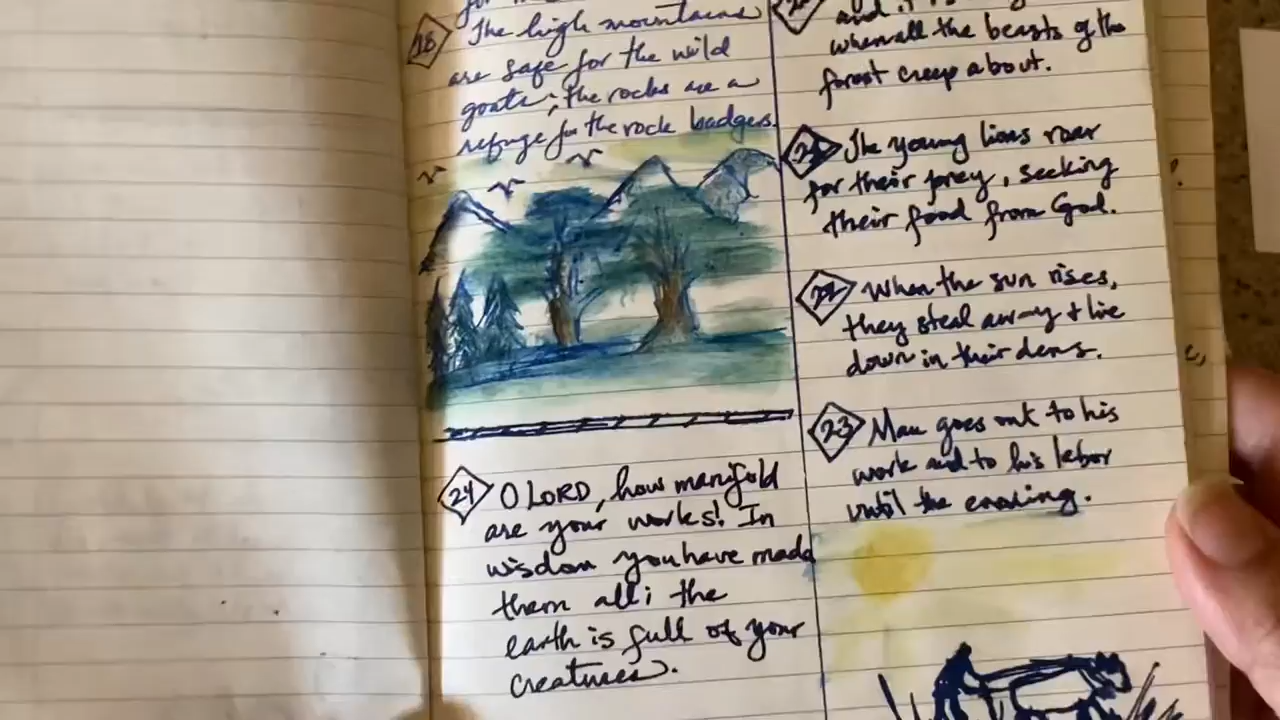 18 The high mountains
are safe for the wild
goats; the rocks are a
refuge for the rock badgers.
24 O LORD, how manifold
are your works! In
wisdom you have made
them all; the
earth is full of your
creatures.
when all the beasts of the
forest creep about.
The young lions roar
for their prey, seeking
their food from God.
22 When the sun rises,
they steal away + lie
down in their dens.
23 Man goes out to his
work and to his labor
until the evening.